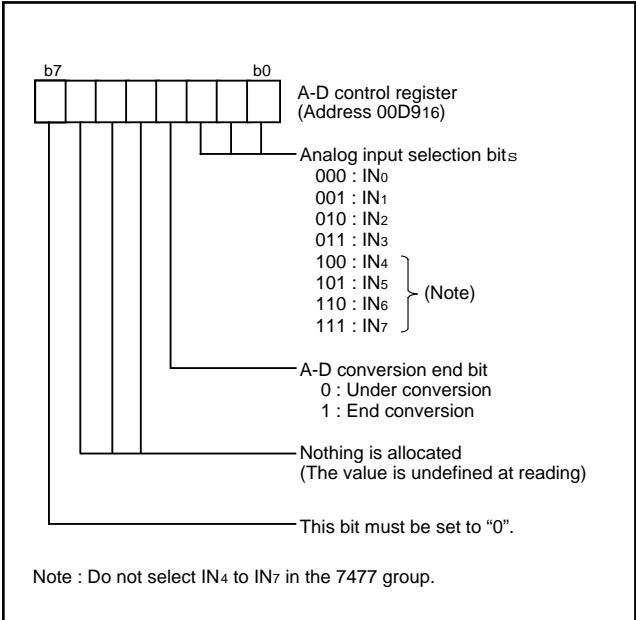 b7 b0
A-D control register
(Address 00D916)
Analog input selection bits
000 : IN0
001 : IN1
010 : IN2
011 : IN3
100 : IN4
101 : IN5
(Note)
110 : IN6
111 : IN7
A-D conversion end bit
0 : Under conversion
1 : End conversion
Nothing is allocated
(The value is undefined at reading)
This bit must be set to “0”.
Note : Do not select IN4 to IN7 in the 7477 group.